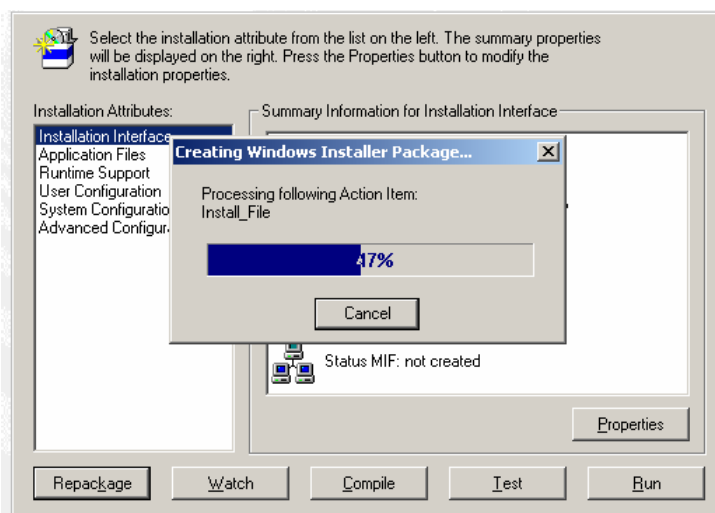 Select the installation attribute from the list on the left. The summary properties
will be displayed on the right. Press the Properties button to modify the
installation properties.
Installation Attributes:
Summary Information for Installation Interface
Installation Interface
Application Files
Runtime Support
User Configuration
System Configuratio
Advanced Configur
Creating Windows Installer Package...
Processing following Action Item:
Install_File
47%
Cancel
Status MIF: not created
Properties
Repackage
Watch
Compile
Test
Run